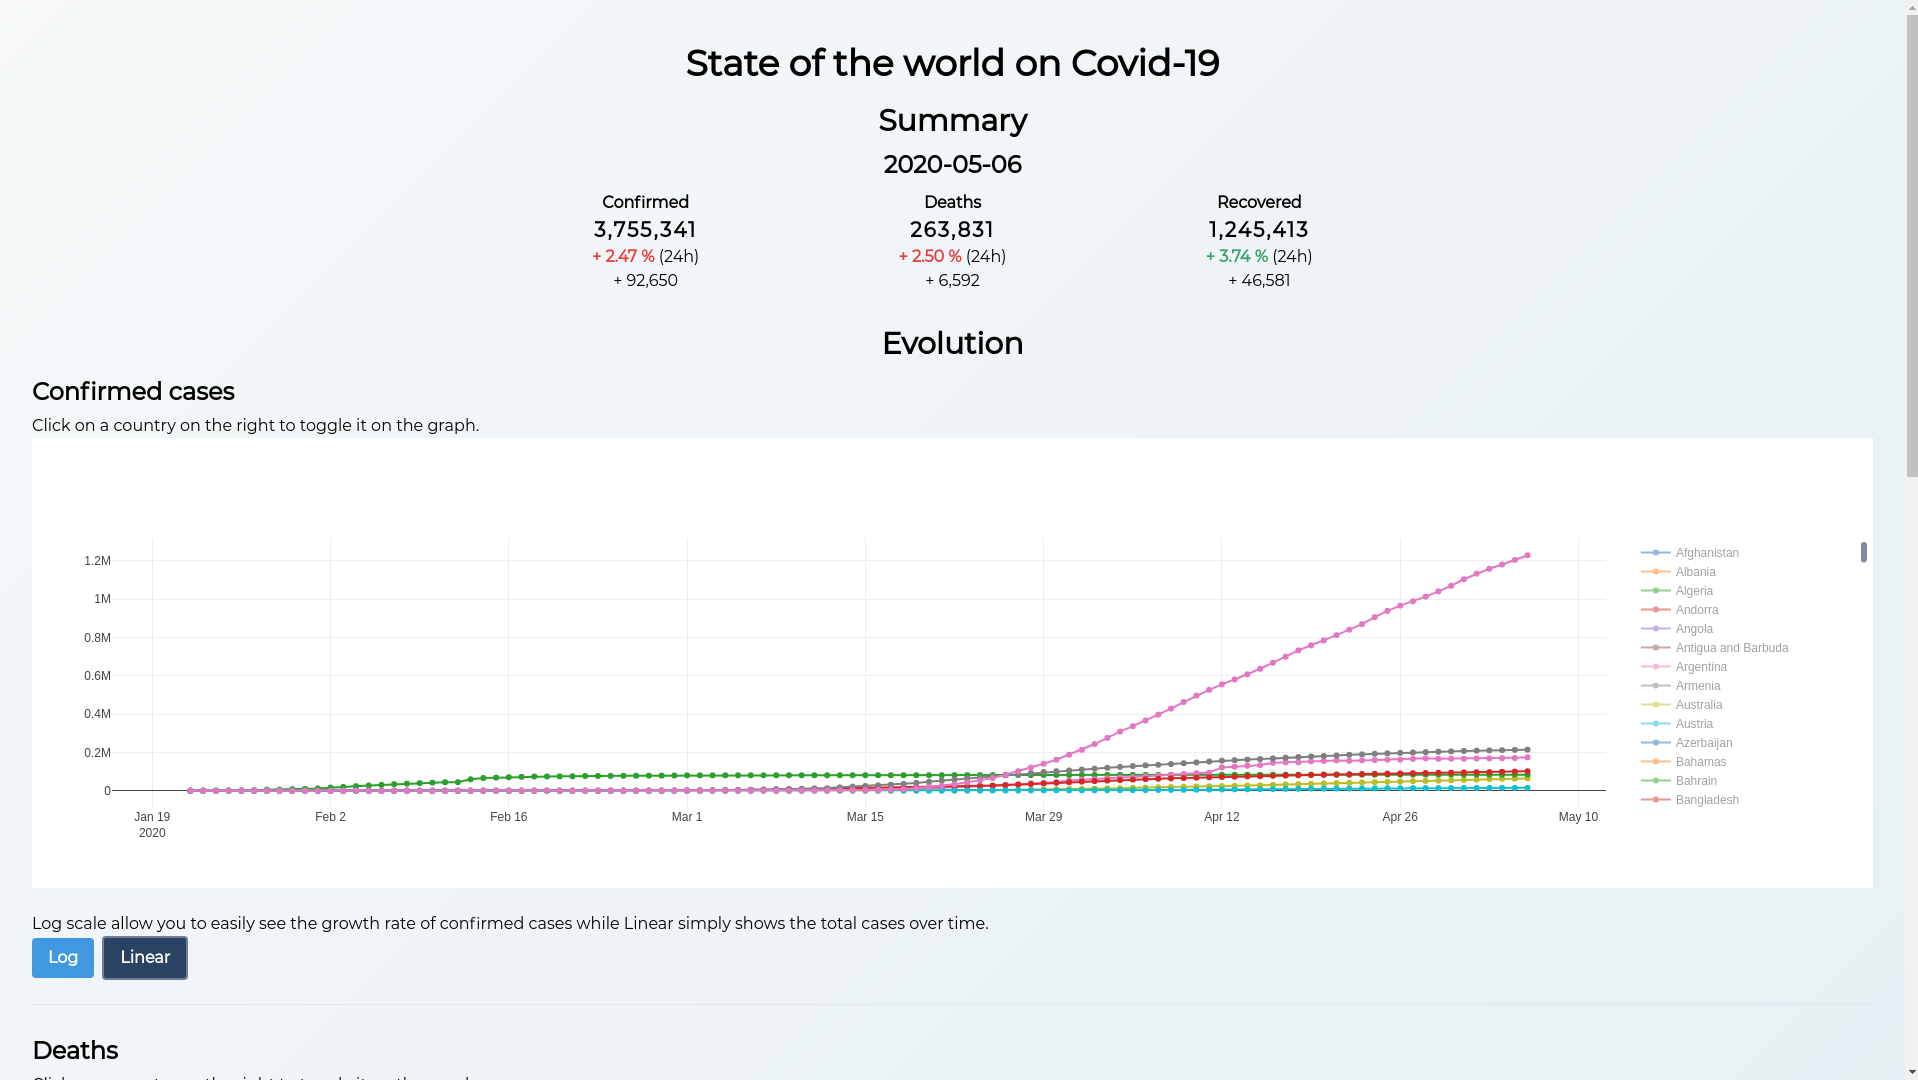 State of the world on Covid-19
Summary
2020-05-06
Confirmed Deaths Recovered
3,755,341 263,831 1,245,413
+ 2.47 % (24h) + 2.50 % (24h) + 3.74 % (24h)
+ 92,650 + 6,592 + 46,581
Evolution
Confirmed cases
Click on a country on the right to toggle it on the graph.
1.2M
1M
0.8M
0.6M
0.4M
0.2M
0
Jan 19 Feb 2 Feb 16 Mar 1 Mar 15 Mar 29 Apr 12 Apr 26 May 10
2020
Afghanistan
Albania
Algeria
Andorra
Angola
Antigua and Barbuda
Argentina
Armenia
Australia
Austria
Azerbaijan
Bahamas
Bahrain
Bangladesh
Log scale allow you to easily see the growth rate of confirmed cases while Linear simply shows the total cases over time.
Log Linear
Deaths